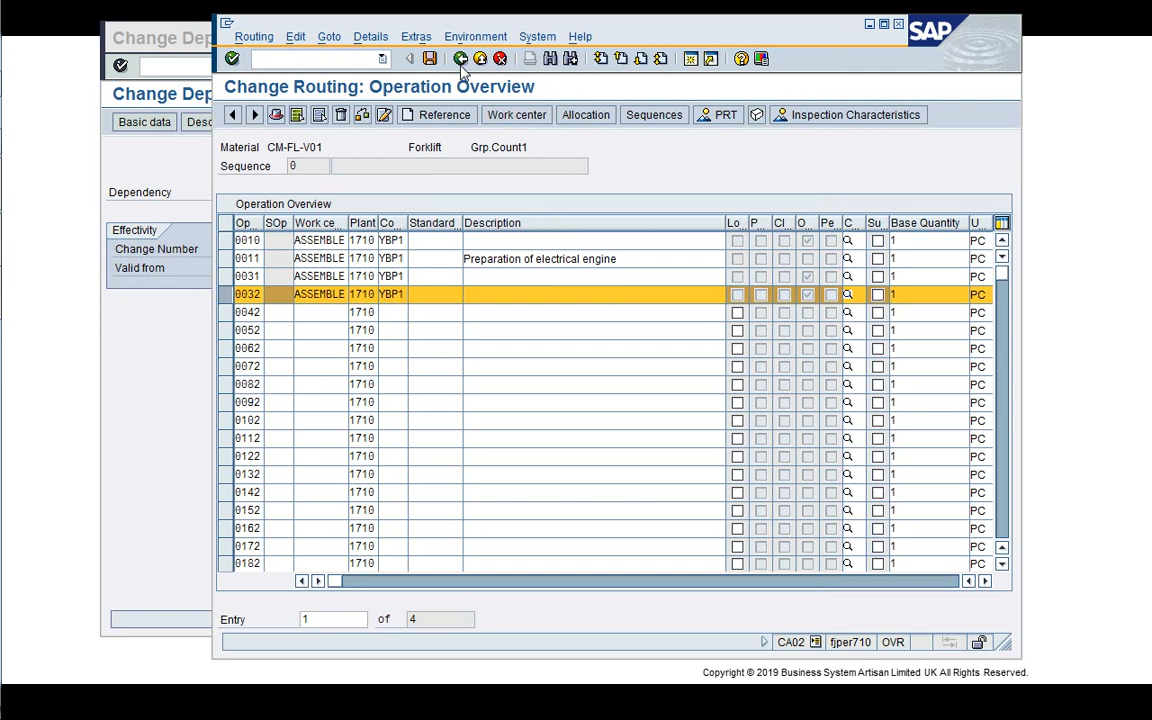 Change Dep
Change Dep
Basic data
Desc
Dependency
Effectivity
Change Number
Valid from
Routing Edit Goto Details Extras Environment System Help
SAP
Change Routing: Operation Overview
Reference Work center Allocation Sequences PRT Inspection Characteristics
Material CM-FL-V01 Forklift Grp.Count1
Sequence 0
Operation Overview
Op... SOp Work ce... Plant Co... Standard... Description Lo... P... Cl... O... Pe... C... Su... Base Quantity U...
0010 ASSEMBLE 1710 YBP1 1 PC
0011 ASSEMBLE 1710 YBP1 Preparation of electrical engine 1 PC
0031 ASSEMBLE 1710 YBP1 1 PC
0032 ASSEMBLE 1710 YBP1 1 PC
0042 1710 1 PC
0052 1710 1 PC
0062 1710 1 PC
0072 1710 1 PC
0082 1710 1 PC
0092 1710 1 PC
0102 1710 1 PC
0112 1710 1 PC
0122 1710 1 PC
0132 1710 1 PC
0142 1710 1 PC
0152 1710 1 PC
0162 1710 1 PC
0172 1710 1 PC
0182 1710 1 PC
Entry 1 of 4
CA02 fjper710 OVR
Copyright © 2019 Business System Artisan Limited UK All Rights Reserved.